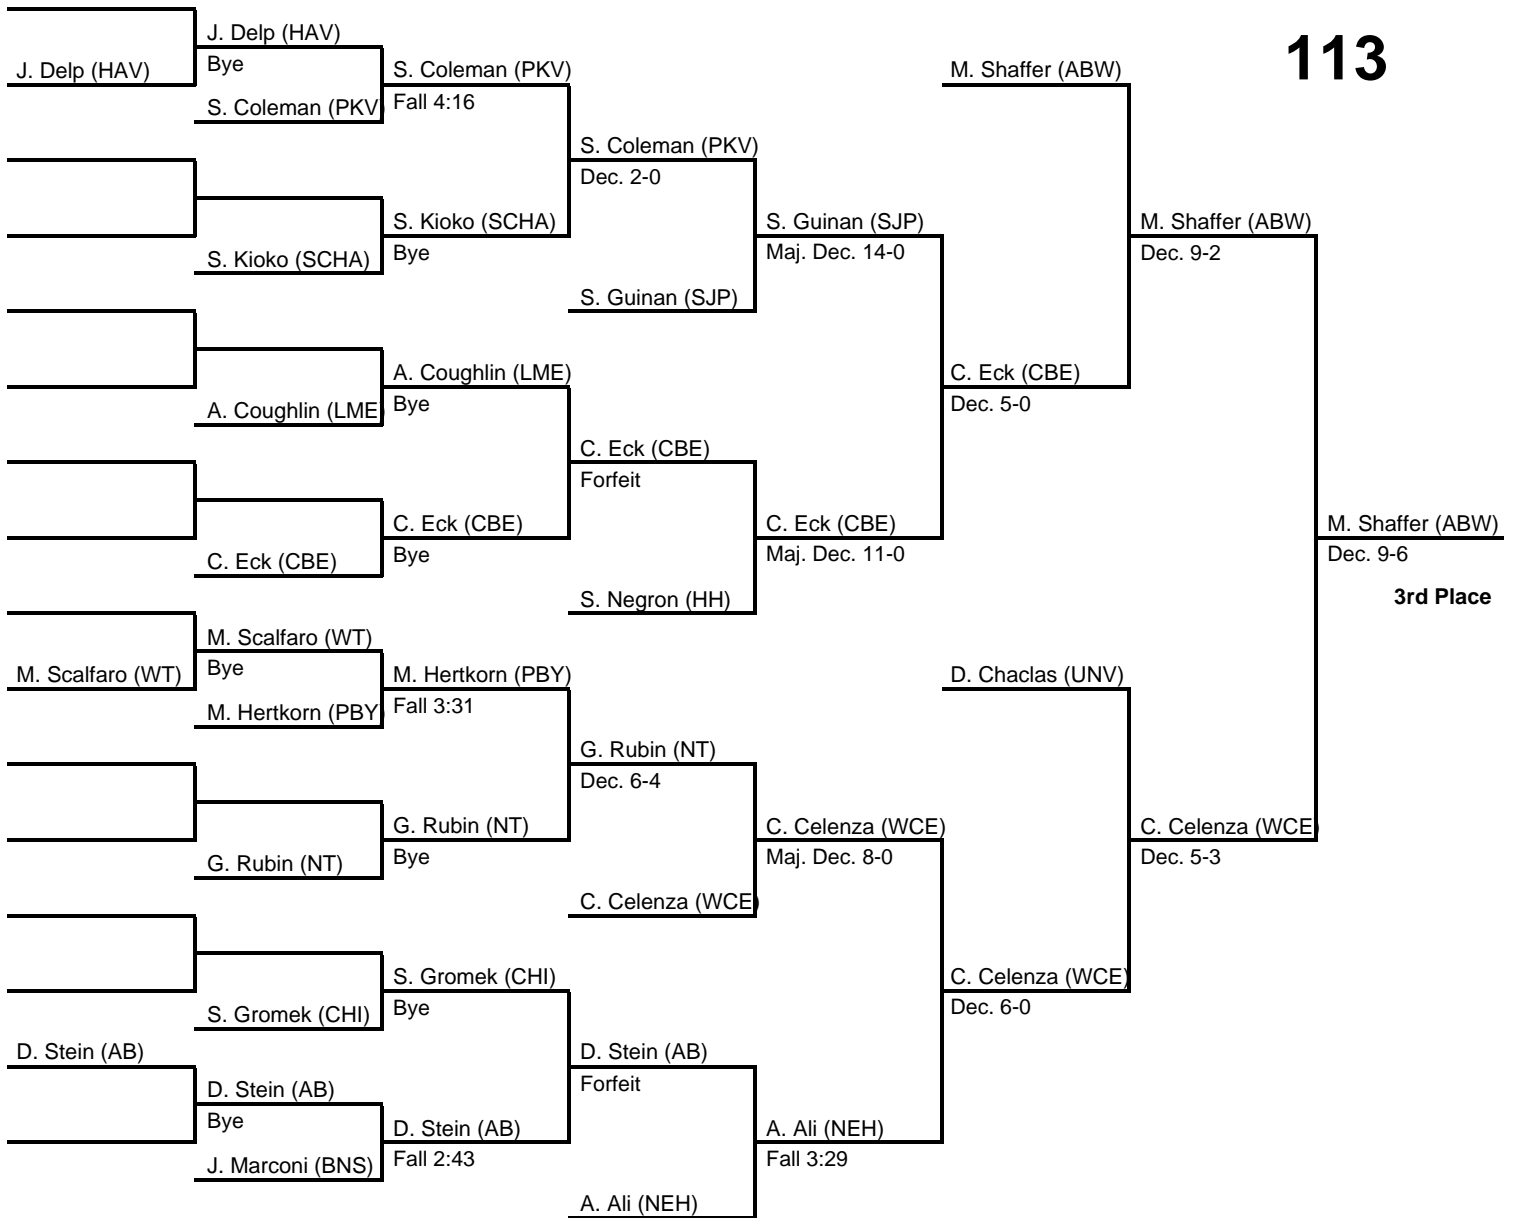 113
J. Delp (HAV)
J. Delp (HAV)
Bye
S. Coleman (PKV)
S. Coleman (PKV)
Fall 4:16
S. Kioko (SCHA)
S. Kioko (SCHA)
Bye
S. Coleman (PKV)
Dec. 2-0
S. Guinan (SJP)
S. Guinan (SJP)
Maj. Dec. 14-0
A. Coughlin (LME)
A. Coughlin (LME)
Bye
C. Eck (CBE)
C. Eck (CBE)
Bye
C. Eck (CBE)
Forfeit
S. Negron (HH)
C. Eck (CBE)
Maj. Dec. 11-0
C. Eck (CBE)
Dec. 5-0
M. Shaffer (ABW)
M. Shaffer (ABW)
Dec. 9-2
M. Scalfaro (WT)
M. Scalfaro (WT)
Bye
M. Hertkorn (PBY)
M. Hertkorn (PBY)
Fall 3:31
G. Rubin (NT)
G. Rubin (NT)
Bye
G. Rubin (NT)
Dec. 6-4
C. Celenza (WCE)
C. Celenza (WCE)
Maj. Dec. 8-0
S. Gromek (CHI)
S. Gromek (CHI)
Bye
D. Stein (AB)
D. Stein (AB)
Bye
J. Marconi (BNS)
D. Stein (AB)
Fall 2:43
D. Stein (AB)
Forfeit
A. Ali (NEH)
A. Ali (NEH)
Fall 3:29
C. Celenza (WCE)
Dec. 6-0
D. Chaclas (UNV)
C. Celenza (WCE)
Dec. 5-3
M. Shaffer (ABW)
Dec. 9-6
3rd Place